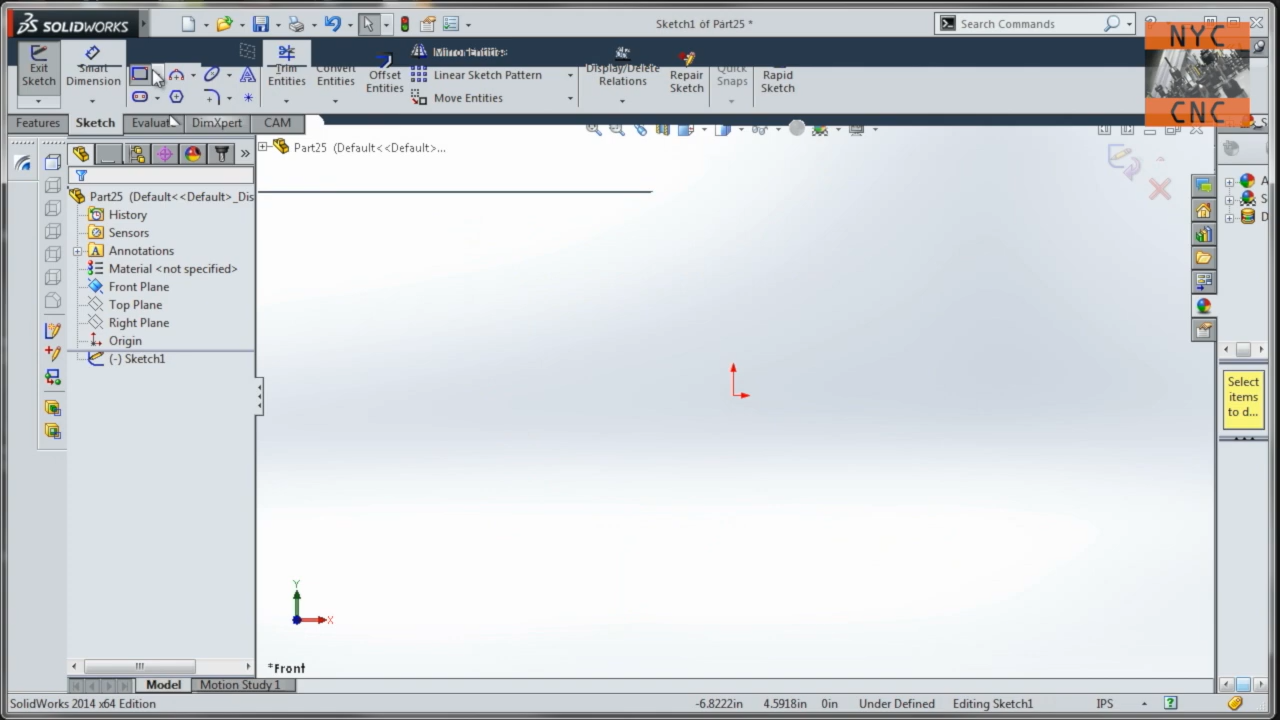 SOLIDWORKS
Sketch1 of Part25 *
Search Commands
NYC
CNC
Exit
Sketch
Smart
Dimension
Trim
Entities
Convert
Entities
Offset
Entities
Mirror Entities
Linear Sketch Pattern
Move Entities
Display/Delete
Relations
Repair
Sketch
Quick
Snaps
Rapid
Sketch
Features
Sketch
Evaluat
DimXpert
CAM
Part25 (Default<<Default>...
Part25 (Default<<Default>_Dis
History
Sensors
Annotations
Material <not specified>
Front Plane
Top Plane
Right Plane
Origin
(-) Sketch1
A
S
D
Select
items
to d...
Y
X
*Front
Model
Motion Study 1
SolidWorks 2014 x64 Edition
-6.8222in 4.5918in 0in Under Defined Editing Sketch1 IPS